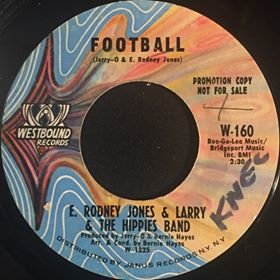 FOOTBALL
(Jerry-O & E. Rodney Jones)
PROMOTION COPY
NOT FOR SALE
WESTBOUND
RECORDS
W-160
Boo-Ga-Loo Music/
Bridgeport Music
Inc. BMI
2:30
E. RODNEY JONES & LARRY
& THE HIPPIES BAND
Produced by Jerry-O & Bernie Hayes
Arr. & Cond. by Bernie Hayes
W-1225
KNEC
DISTRIBUTED BY JANUS RECORDS N.Y. N.Y.